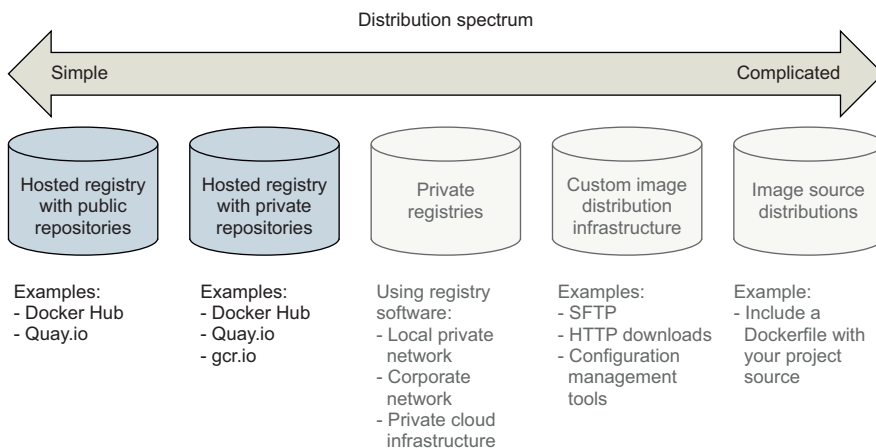 Distribution spectrum
Simple
Complicated
Hosted registry
with public
repositories
Hosted registry
with private
repositories
Private
registries
Custom image
distribution
infrastructure
Image source
distributions
Examples:
- Docker Hub
- Quay.io
Examples:
- Docker Hub
- Quay.io
- gcr.io
Using registry
software:
- Local private
network
- Corporate
network
- Private cloud
infrastructure
Examples:
- SFTP
- HTTP downloads
- Configuration
management
tools
Example:
- Include a
Dockerfile with
your project
source